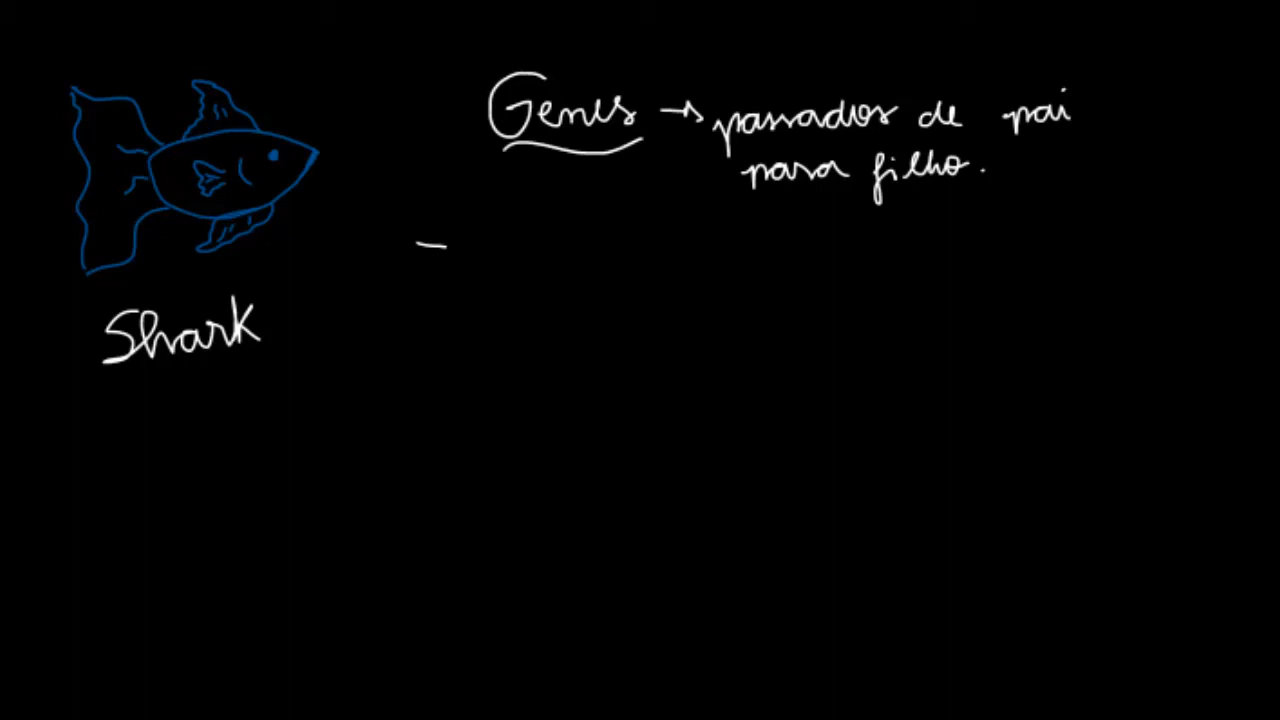 Genes → passados de pai
para filho.
Shark